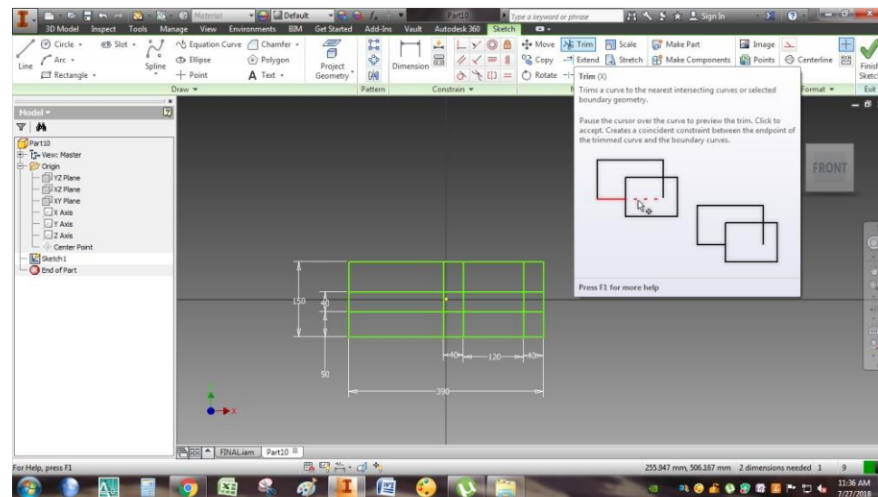 Material
Default
Part10
Type a keyword or phrase
Sign In
3D Model Inspect Tools Manage View Environments BIM Get Started Add-Ins Vault Autodesk 360 Sketch
Line
Circle
Arc
Rectangle
Slot
Spline
Equation Curve
Ellipse
Point
Chamfer
Polygon
Text
Project Geometry
Dimension
Move
Copy
Rotate
Trim
Extend
Scale
Stretch
Make Part
Make Components
Image
Points
Centerline
Finish
Sketch
Draw
Pattern
Constrain
Format
Exit
Trim (X)
Trims a curve to the nearest intersecting curves or selected
boundary geometry.
Pause the cursor over the curve to preview the trim. Click to
accept. Creates a coincident constraint between the endpoint of
the trimmed curve and the boundary curves.
Press F1 for more help
Model
Part10
View: Master
Origin
YZ Plane
XZ Plane
XY Plane
X Axis
Y Axis
Z Axis
Center Point
Sketch1
End of Part
FRONT
150
40
50
40
120
40
390
X
FINAL.iam
Part10
For Help, press F1
255.947 mm, 506.167 mm 2 dimensions needed 1 9
11:36 AM
7/27/2018